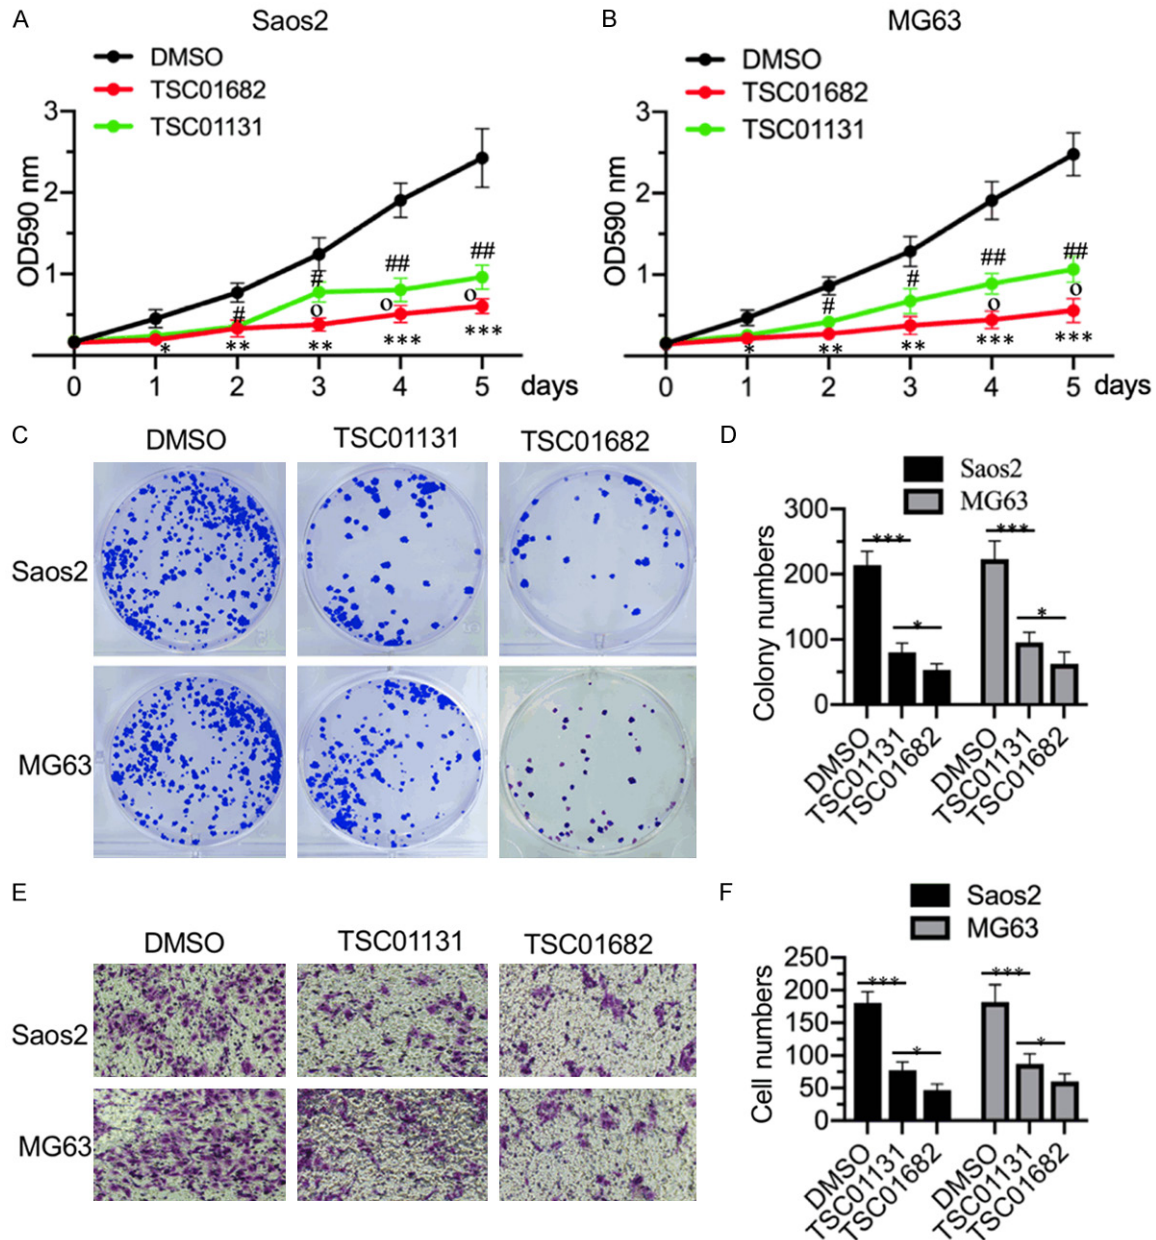 A
Saos2
DMSO
TSC01682
TSC01131
OD590 nm
3
2
1
#
#
##
##
o
o
o
*
**
**
***
***
0
1
2
3
4
5
days
B
MG63
DMSO
TSC01682
TSC01131
OD590 nm
3
2
1
#
#
##
##
o
o
*
**
**
***
***
0
1
2
3
4
5
days
C
DMSO
TSC01131
TSC01682
Saos2
MG63
D
Saos2
MG63
Colony numbers
300
200
100
0
***
*
***
*
DMSO
TSC01131
TSC01682
DMSO
TSC01131
TSC01682
E
DMSO
TSC01131
TSC01682
Saos2
MG63
F
Saos2
MG63
Cell numbers
250
200
150
100
50
0
***
*
***
*
DMSO
TSC01131
TSC01682
DMSO
TSC01131
TSC01682